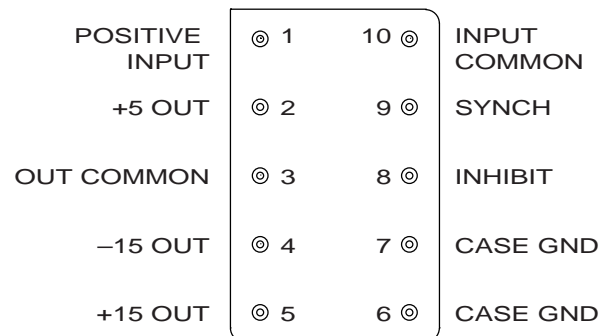 POSITIVE INPUT 1 10 INPUT COMMON
+5 OUT 2 9 SYNCH
OUT COMMON 3 8 INHIBIT
–15 OUT 4 7 CASE GND
+15 OUT 5 6 CASE GND